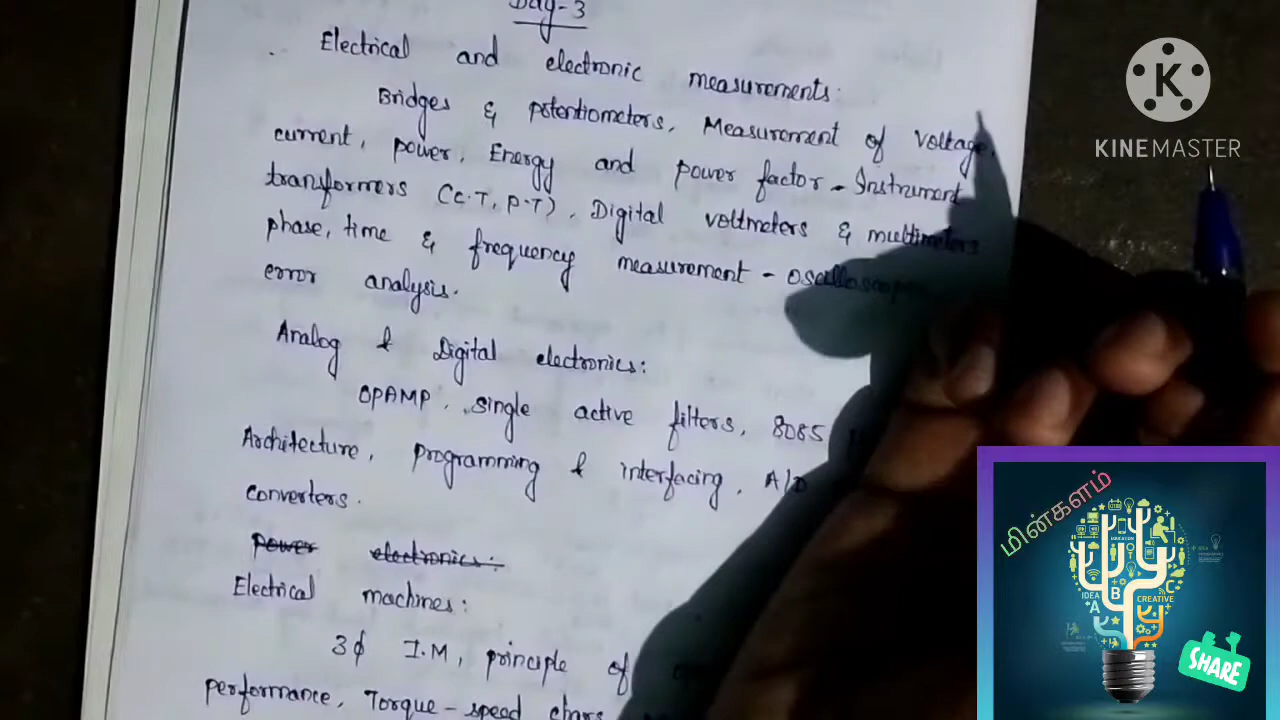 Day-3
Electrical and electronic measurements:
Bridges & potentiometers, Measurement of voltage,
current, power, Energy and power factor - Instrument
transformers (C.T, P.T), Digital voltmeters & multimeters
phase, time & frequency measurement - oscilloscopes
error analysis.
Analog & Digital electronics:
OPAMP, single active filters, 8085
Architecture, programming & interfacing, A/D
converters.
power electronics:
Electrical machines:
3ϕ I.M, principle of
performance, Torque - speed chars
KINEMASTER
மின்களம்
IDEA
A
B
C
CREATIVE
SHARE